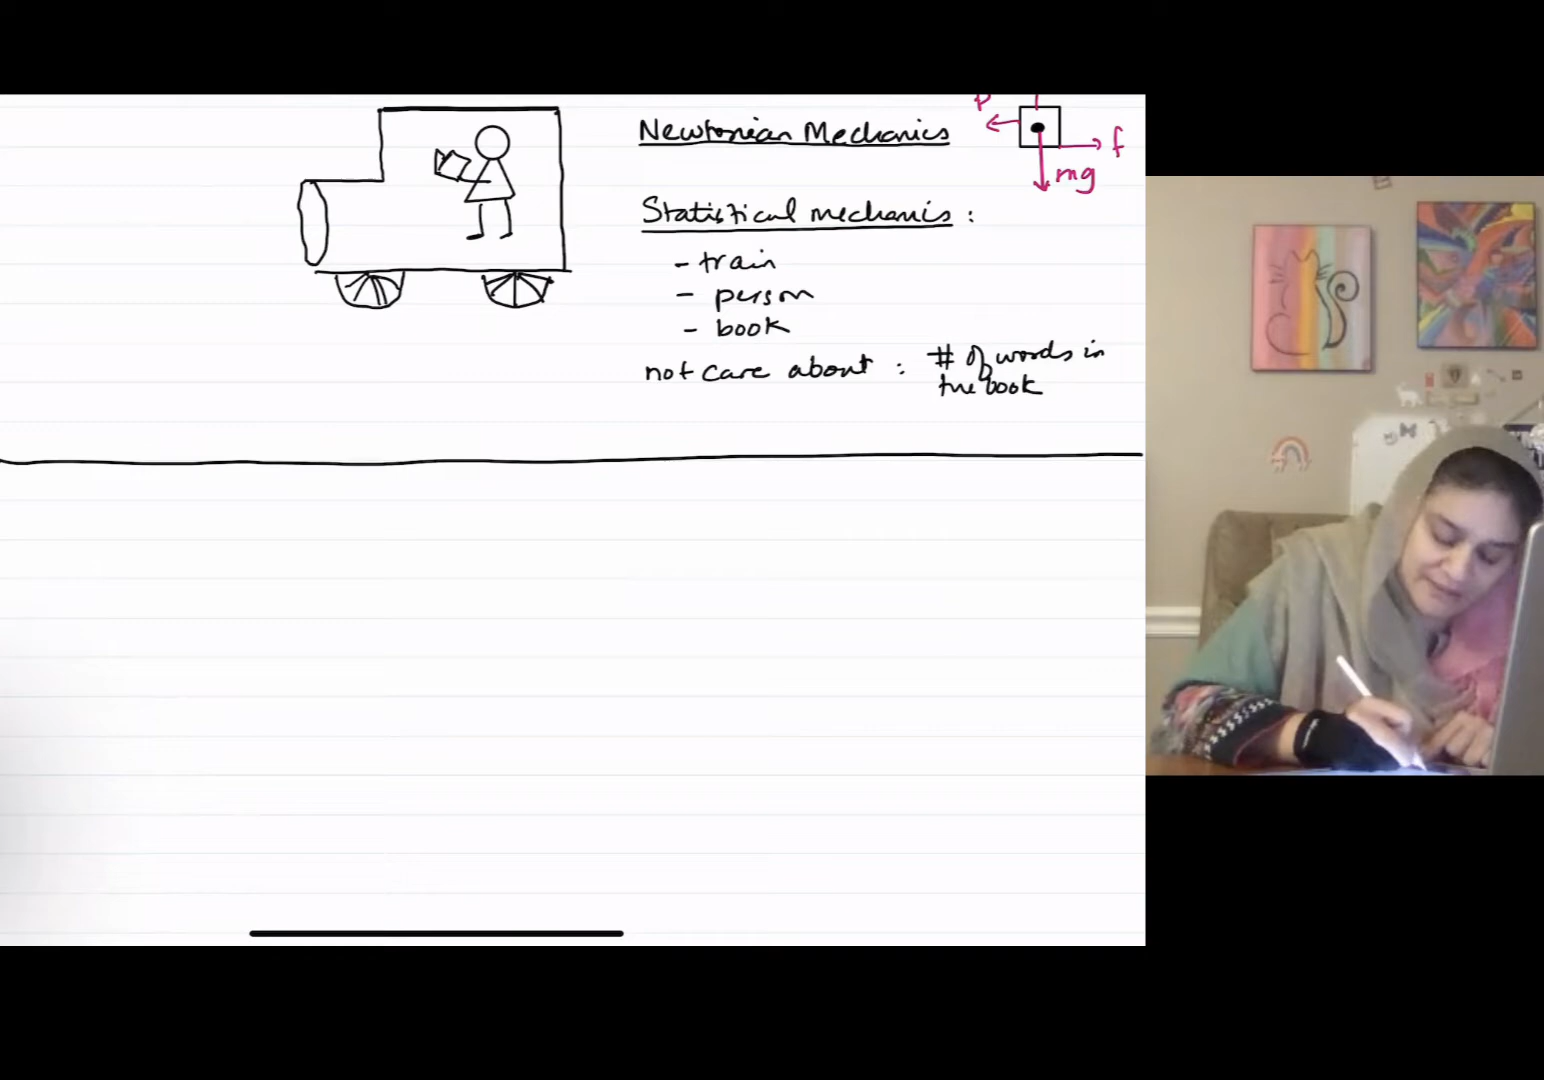 Newtonian Mechanics
P
f
mg
Statistical mechanics :
- train
- person
- book
not care about : # of words in
the book